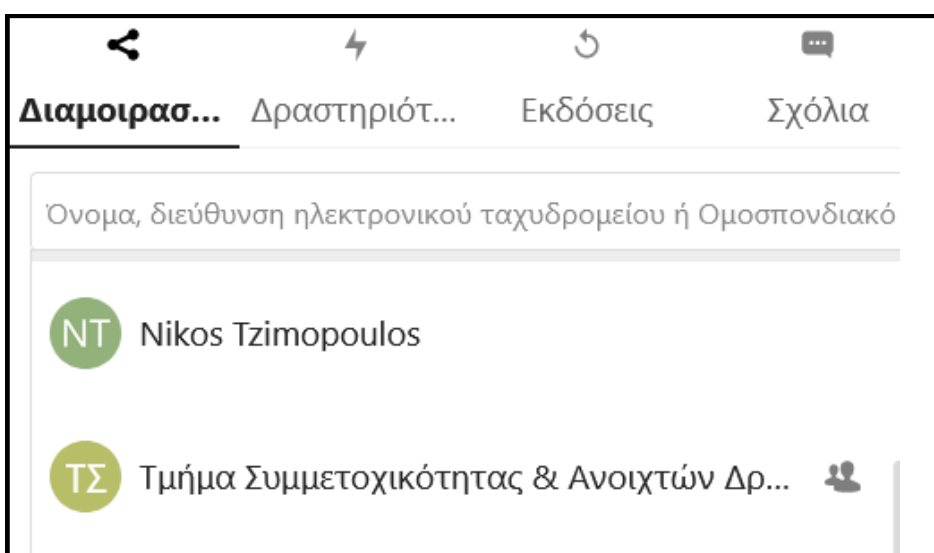 Διαμοιρασ... Δραστηριότ... Εκδόσεις Σχόλια
Όνομα, διεύθυνση ηλεκτρονικού ταχυδρομείου ή Ομοσπονδιακό
NT Nikos Tzimopoulos
ΤΣ Τμήμα Συμμετοχικότητας & Ανοιχτών Δρ...